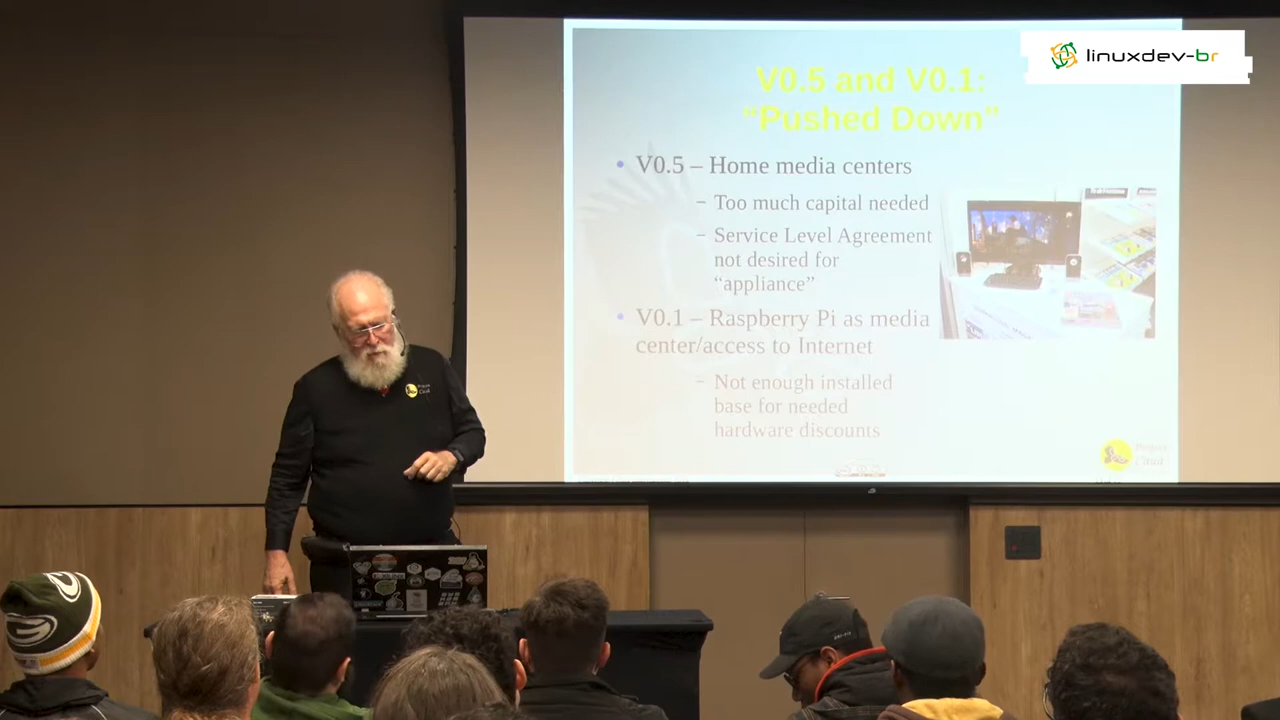 linuxdev-br
V0.5 and V0.1:
“Pushed Down”
• V0.5 – Home media centers
– Too much capital needed
– Service Level Agreement
not desired for
“appliance”
• V0.1 – Raspberry Pi as media
center/access to Internet
– Not enough installed
base for needed
hardware discounts
Cloud